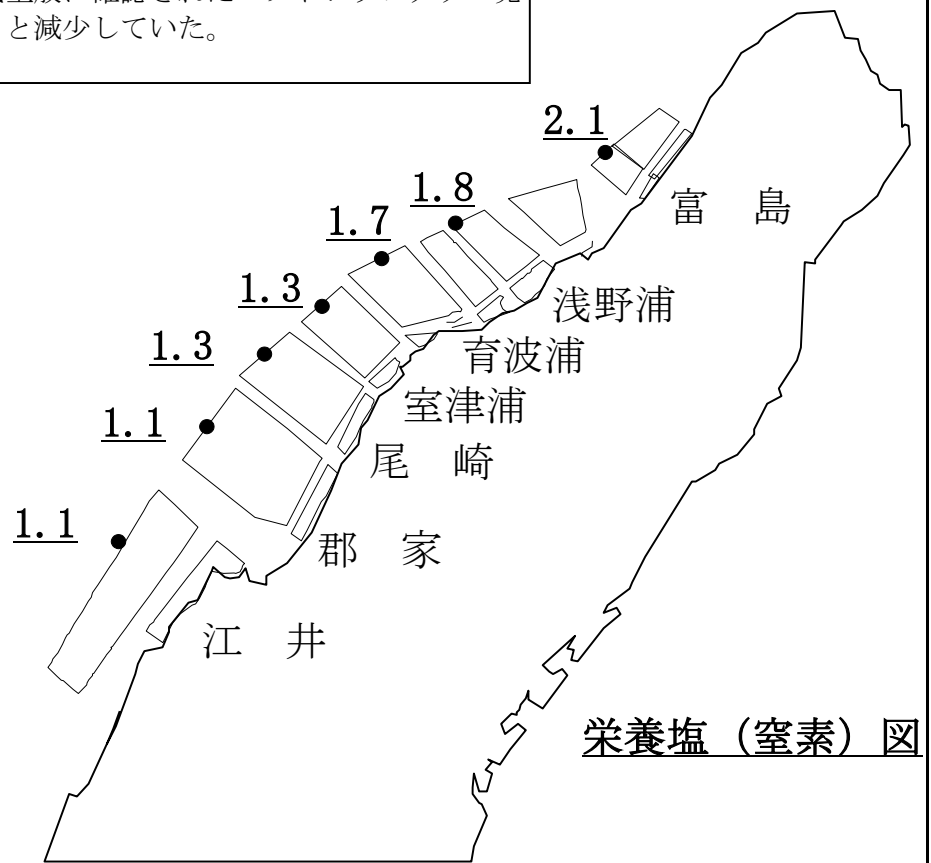 と減少していた。
2.1
富　島
1.8
1.7
1.3
浅野浦
1.3
育波浦
室津浦
1.1
尾　崎
1.1
郡　家
江　井
栄養塩（窒素）図